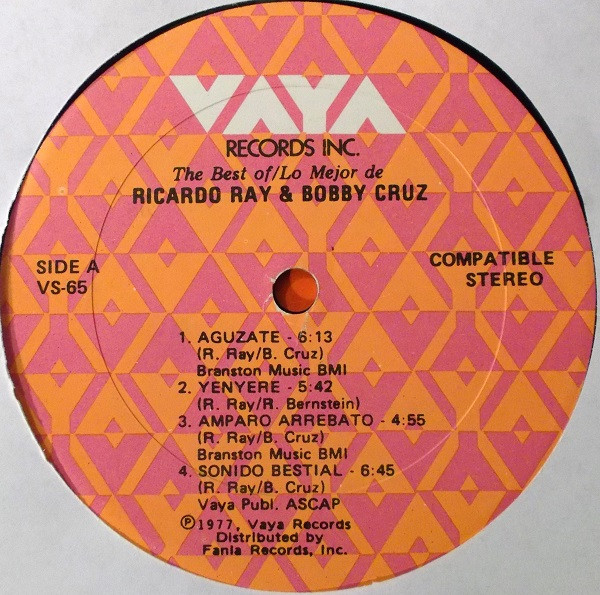 VAYA
RECORDS INC.
The Best of/Lo Mejor de
RICARDO RAY & BOBBY CRUZ
SIDE A
VS-65
COMPATIBLE
STEREO
1. AGUZATE - 6:13
(R. Ray/B. Cruz)
Branston Music BMI
2. YENYERE - 5:42
(R. Ray/R. Bernstein)
3. AMPARO ARREBATO - 4:55
(R. Ray/B. Cruz)
Branston Music BMI
4. SONIDO BESTIAL - 6:45
(R. Ray/B. Cruz)
Vaya Publ. ASCAP
℗1977, Vaya Records
Distributed by
Fania Records, Inc.